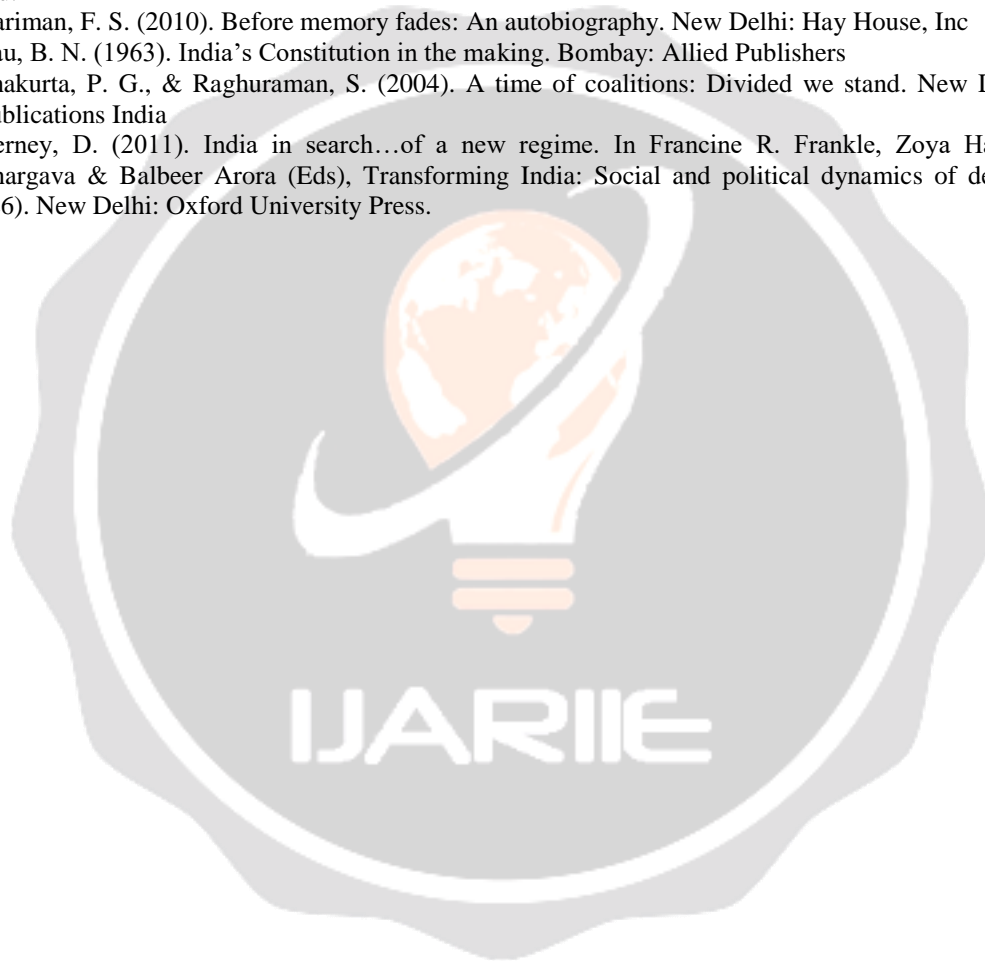 ariman, F. S. (2010). Before memory fades: An autobiography. New Delhi: Hay House, Inc
au, B. N. (1963). India’s Constitution in the making. Bombay: Allied Publishers
hakurta, P. G., & Raghuraman, S. (2004). A time of coalitions: Divided we stand. New
ublications India
erney, D. (2011). India in search…of a new regime. In Francine R. Frankle, Zoya
hargava & Balbeer Arora (Eds), Transforming India: Social and political dynamics of
6). New Delhi: Oxford University Press.
IJARIIE